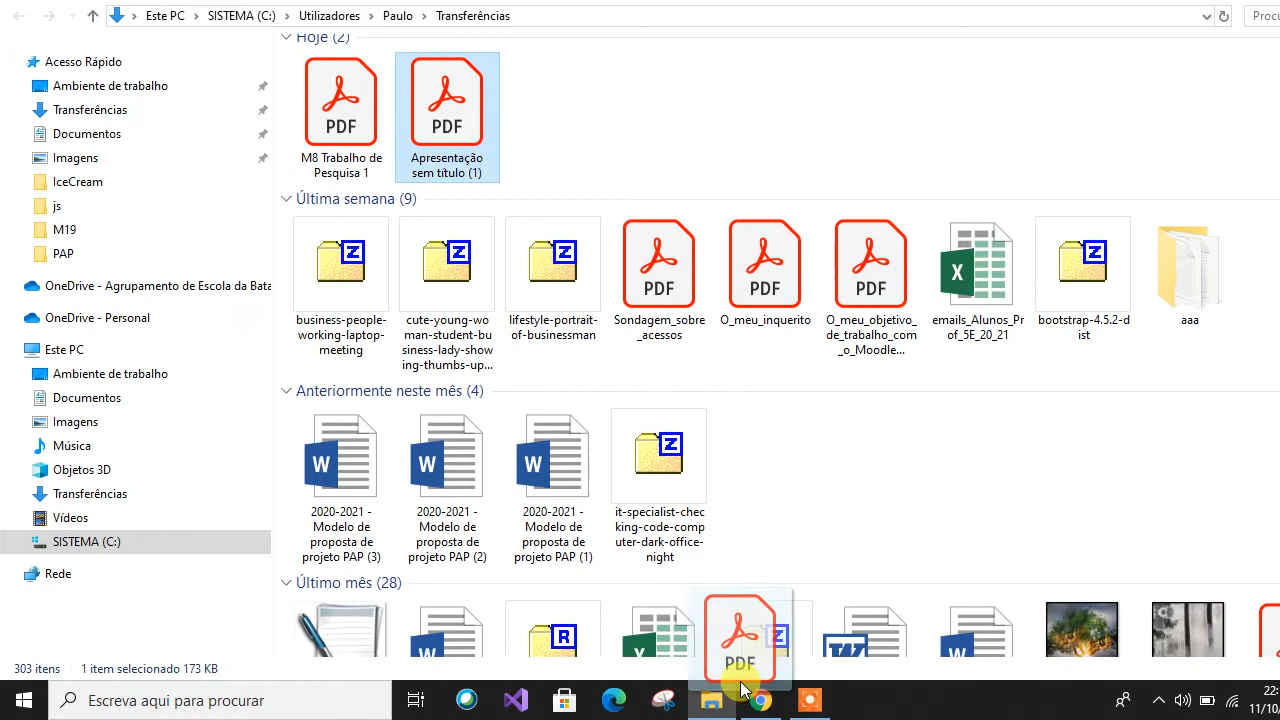 Este PC › SISTEMA (C:) › Utilizadores › Paulo › Transferências
Procu
Acesso Rápido
Ambiente de trabalho
Transferências
Documentos
Imagens
IceCream
js
M19
PAP
OneDrive - Agrupamento de Escola da Bata
OneDrive - Personal
Este PC
Ambiente de trabalho
Documentos
Imagens
Música
Objetos 3D
Transferências
Vídeos
SISTEMA (C:)
Rede
Hoje (2)
PDF
M8 Trabalho de
Pesquisa 1
PDF
Apresentação
sem título (1)
Última semana (9)
Z
business-people-
working-laptop-
meeting
Z
cute-young-wo
man-student-bu
siness-lady-show
ing-thumbs-up...
Z
lifestyle-portrait-
of-businessman
PDF
Sondagem_sobre
_acessos
PDF
O_meu_inquerito
PDF
O_meu_objetivo_
de_trabalho_com
_o_Moodle...
X
emails_Alunos_Pr
of_5E_20_21
Z
bootstrap-4.5.2-d
ist
aaa
Anteriormente neste mês (4)
W
2020-2021 -
Modelo de
proposta de
projeto PAP (3)
W
2020-2021 -
Modelo de
proposta de
projeto PAP (2)
W
2020-2021 -
Modelo de
proposta de
projeto PAP (1)
Z
it-specialist-chec
king-code-comp
uter-dark-office-
night
Último mês (28)
R
PDF
Z
303 itens 1 item selecionado 173 KB
Escreva aqui para procurar
22:
11/10